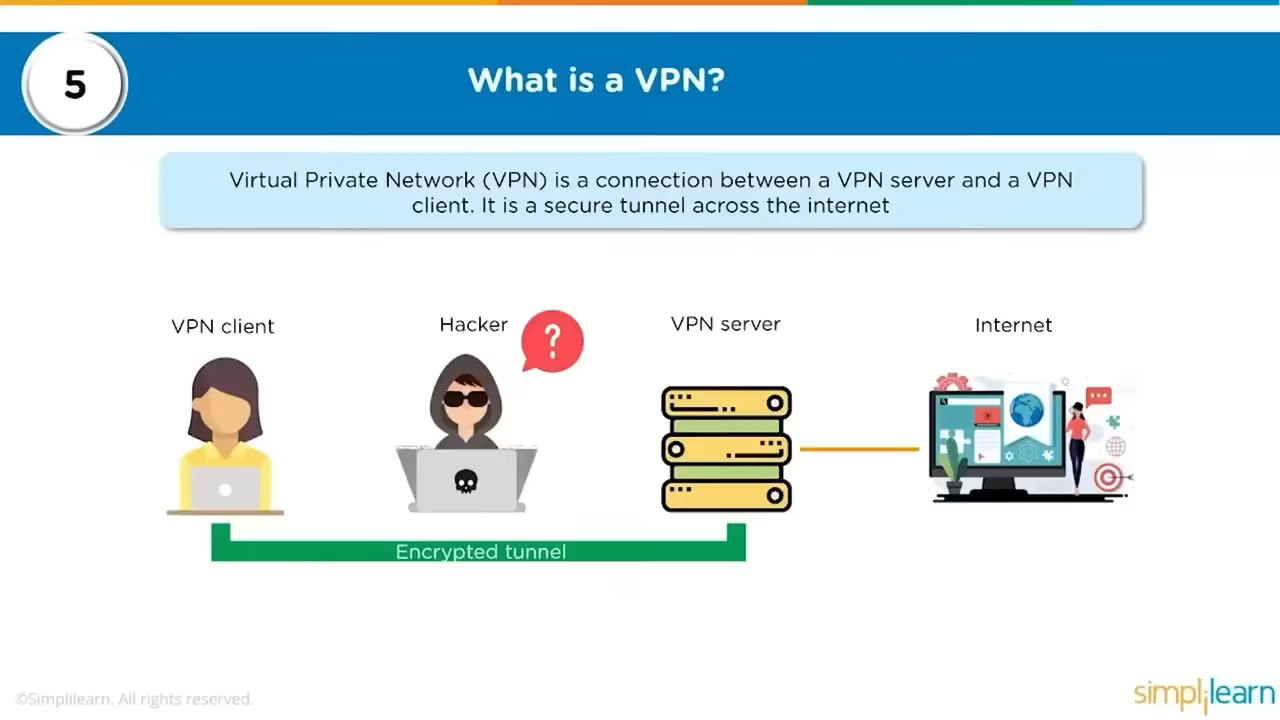 5
What is a VPN?
Virtual Private Network (VPN) is a connection between a VPN server and a VPN
client. It is a secure tunnel across the internet
VPN client
Hacker
?
VPN server
Internet
Encrypted tunnel
©Simplilearn. All rights reserved.
simplilearn